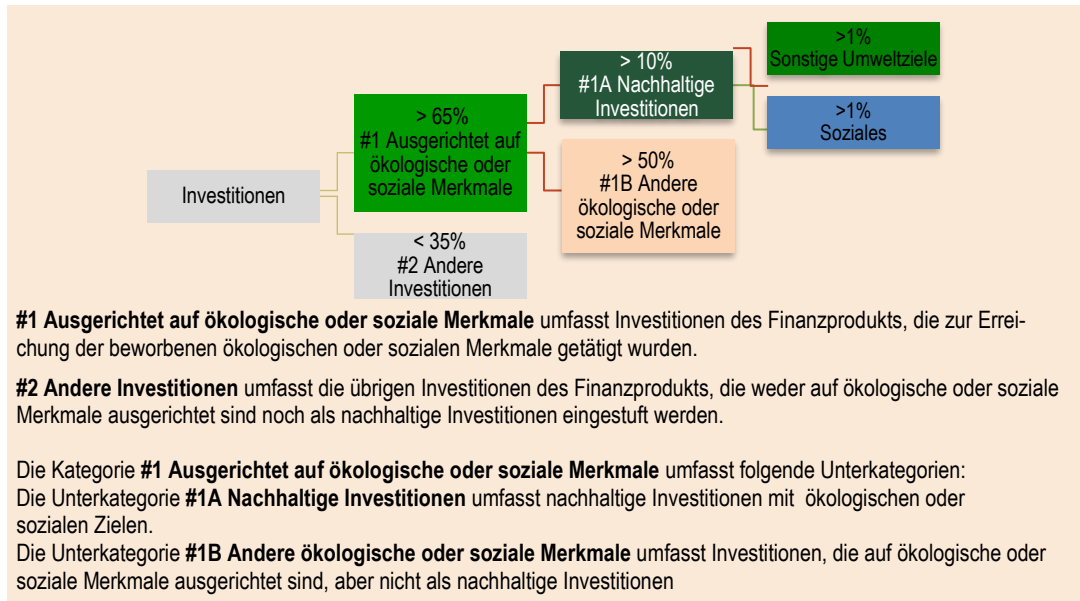 >1%
Sonstige Umweltziele
> 10%
#1A Nachhaltige
Investitionen
>1%
Soziales
> 65%
#1 Ausgerichtet auf
ökologische oder
soziale Merkmale
> 50%
#1B Andere
ökologische oder
soziale Merkmale
Investitionen
< 35%
#2 Andere
Investitionen
#1 Ausgerichtet auf ökologische oder soziale Merkmale umfasst Investitionen des Finanzprodukts, die zur Errei-
chung der beworbenen ökologischen oder sozialen Merkmale getätigt wurden.
#2 Andere Investitionen umfasst die übrigen Investitionen des Finanzprodukts, die weder auf ökologische oder soziale
Merkmale ausgerichtet sind noch als nachhaltige Investitionen eingestuft werden.
Die Kategorie #1 Ausgerichtet auf ökologische oder soziale Merkmale umfasst folgende Unterkategorien:
Die Unterkategorie #1A Nachhaltige Investitionen umfasst nachhaltige Investitionen mit ökologischen oder
sozialen Zielen.
Die Unterkategorie #1B Andere ökologische oder soziale Merkmale umfasst Investitionen, die auf ökologische oder
soziale Merkmale ausgerichtet sind, aber nicht als nachhaltige Investitionen